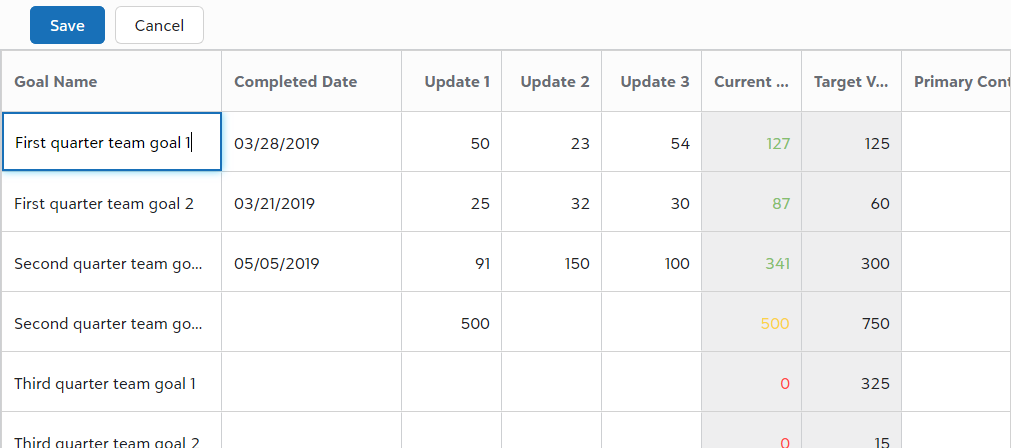 Save Cancel
Goal Name Completed Date Update 1 Update 2 Update 3 Current ... Target V... Primary Cont
First quarter team goal 1 03/28/2019 50 23 54 127 125
First quarter team goal 2 03/21/2019 25 32 30 87 60
Second quarter team go... 05/05/2019 91 150 100 341 300
Second quarter team go... 500 500 750
Third quarter team goal 1 0 325
Third quarter team goal 2 0 15